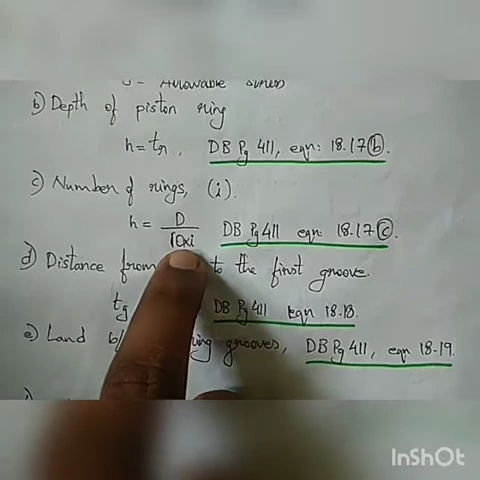 b) Depth of piston ring
h = tr, DB Pg 411, eqn: 18.17 (b).
c) Number of rings, (i).
h = D / 10xi DB Pg 411 eqn: 18.17 (c).
d) Distance from to the first groove.
tg DB Pg 411 eqn 18.18.
e) Land b/ ring grooves, DB Pg 411, eqn 18.19.
InShOt